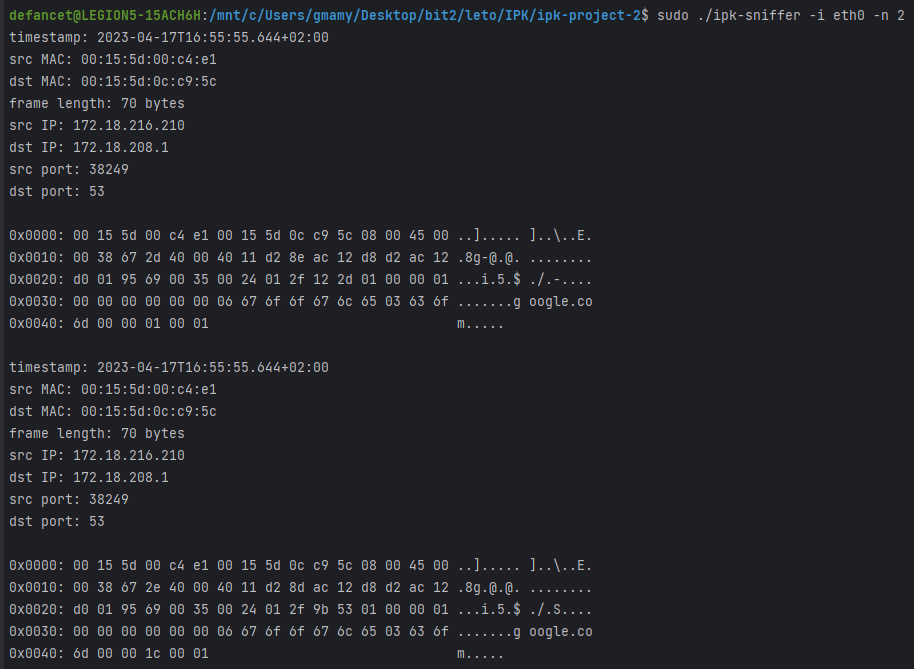 defancet@LEGION5-15ACH6H:/mnt/c/Users/gmamy/Desktop/bit2/leto/IPK/ipk-project-2$ sudo ./ipk-sniffer -i eth0 -n 2
timestamp: 2023-04-17T16:55:55.644+02:00
src MAC: 00:15:5d:00:c4:e1
dst MAC: 00:15:5d:0c:c9:5c
frame length: 70 bytes
src IP: 172.18.216.210
dst IP: 172.18.208.1
src port: 38249
dst port: 53

0x0000: 00 15 5d 00 c4 e1 00 15 5d 0c c9 5c 08 00 45 00 ..]..... ]..\..E.
0x0010: 00 38 67 2d 40 00 40 11 d2 8e ac 12 d8 d2 ac 12 .8g-@.@. ........
0x0020: d0 01 95 69 00 35 00 24 01 2f 12 2d 01 00 00 01 ...i.5.$ ./.-....
0x0030: 00 00 00 00 00 00 06 67 6f 6f 67 6c 65 03 63 6f .......g oogle.co
0x0040: 6d 00 00 01 00 01 m.....

timestamp: 2023-04-17T16:55:55.644+02:00
src MAC: 00:15:5d:00:c4:e1
dst MAC: 00:15:5d:0c:c9:5c
frame length: 70 bytes
src IP: 172.18.216.210
dst IP: 172.18.208.1
src port: 38249
dst port: 53

0x0000: 00 15 5d 00 c4 e1 00 15 5d 0c c9 5c 08 00 45 00 ..]..... ]..\..E.
0x0010: 00 38 67 2e 40 00 40 11 d2 8d ac 12 d8 d2 ac 12 .8g.@.@. ........
0x0020: d0 01 95 69 00 35 00 24 01 2f 9b 53 01 00 00 01 ...i.5.$ ./.S....
0x0030: 00 00 00 00 00 00 06 67 6f 6f 67 6c 65 03 63 6f .......g oogle.co
0x0040: 6d 00 00 1c 00 01 m.....